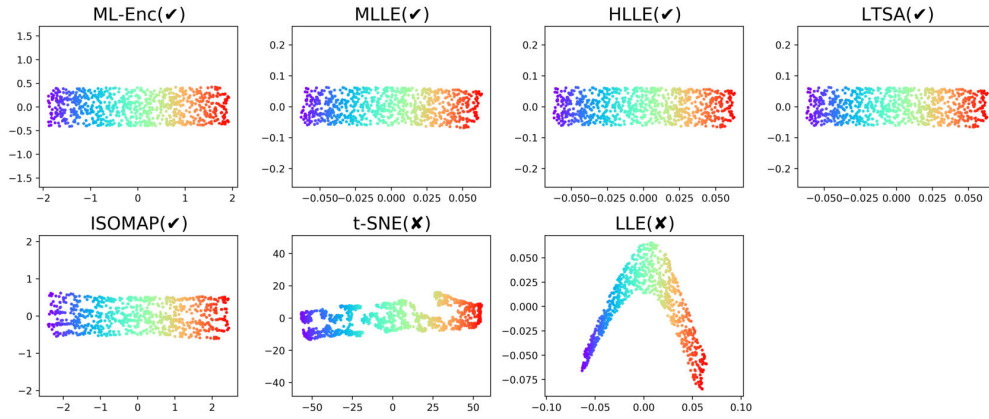 ML-Enc(✔)
1.5
1.0
0.5
0.0
−0.5
−1.0
−1.5
−2 −1 0 1 2
MLLE(✔)
0.2
0.1
0.0
−0.1
−0.2
−0.050−0.025 0.000 0.025 0.050
HLLE(✔)
0.2
0.1
0.0
−0.1
−0.2
−0.050−0.025 0.000 0.025 0.050
LTSA(✔)
0.2
0.1
0.0
−0.1
−0.2
−0.050−0.025 0.000 0.025 0.050
ISOMAP(✔)
2
1
0
−1
−2
−2 −1 0 1 2
t-SNE(✘)
40
20
0
−20
−40
−50 −25 0 25 50
LLE(✘)
0.050
0.025
0.000
−0.025
−0.050
−0.075
−0.10 −0.05 0.00 0.05 0.10